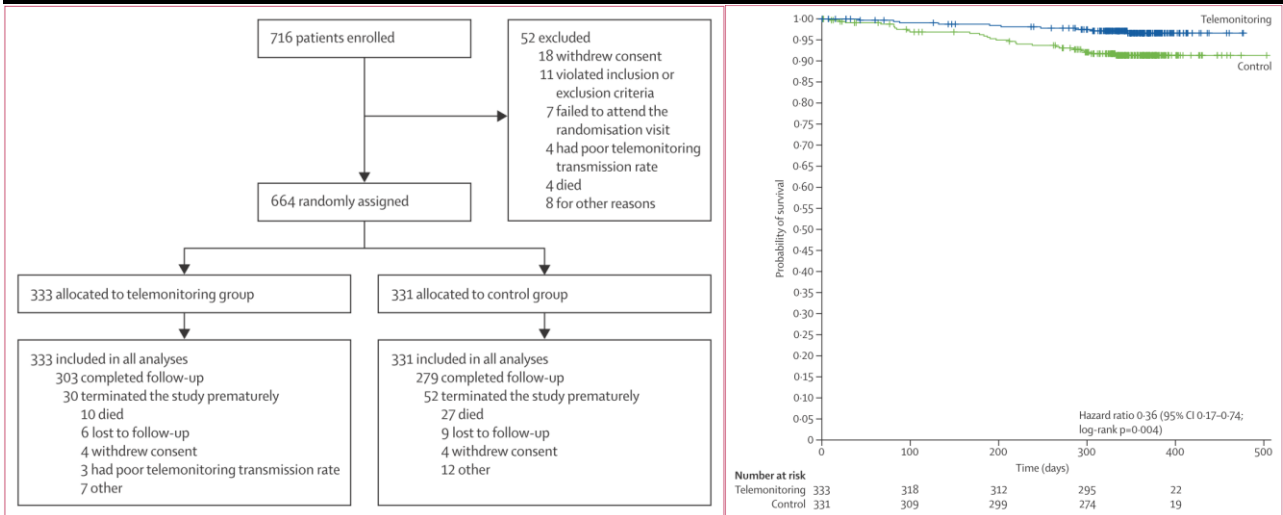 716 patients enrolled
52 excluded
18 withdrew consent
11 violated inclusion or
exclusion criteria
7 failed to attend the
randomisation visit
4 had poor telemonitoring
transmission rate
4 died
8 for other reasons
664 randomly assigned
333 allocated to telemonitoring group
331 allocated to control group
333 included in all analyses
303 completed follow-up
30 terminated the study prematurely
10 died
6 lost to follow-up
4 withdrew consent
3 had poor telemonitoring transmission rate
7 other
331 included in all analyses
279 completed follow-up
52 terminated the study prematurely
27 died
9 lost to follow-up
4 withdrew consent
12 other
Probability of survival
1·00
0·95
0·90
0·85
0·80
0·75
0·70
0·65
0·60
0·55
0·50
0·45
0·40
0·35
0·30
0·25
0·20
0·15
0·10
0·05
0
Telemonitoring
Control
Hazard ratio 0·36 (95% CI 0·17–0·74;
log-rank p=0·004)
0 100 200 300 400 500
Time (days)
Number at risk
Telemonitoring 333 318 312 295 22
Control 331 309 299 274 19